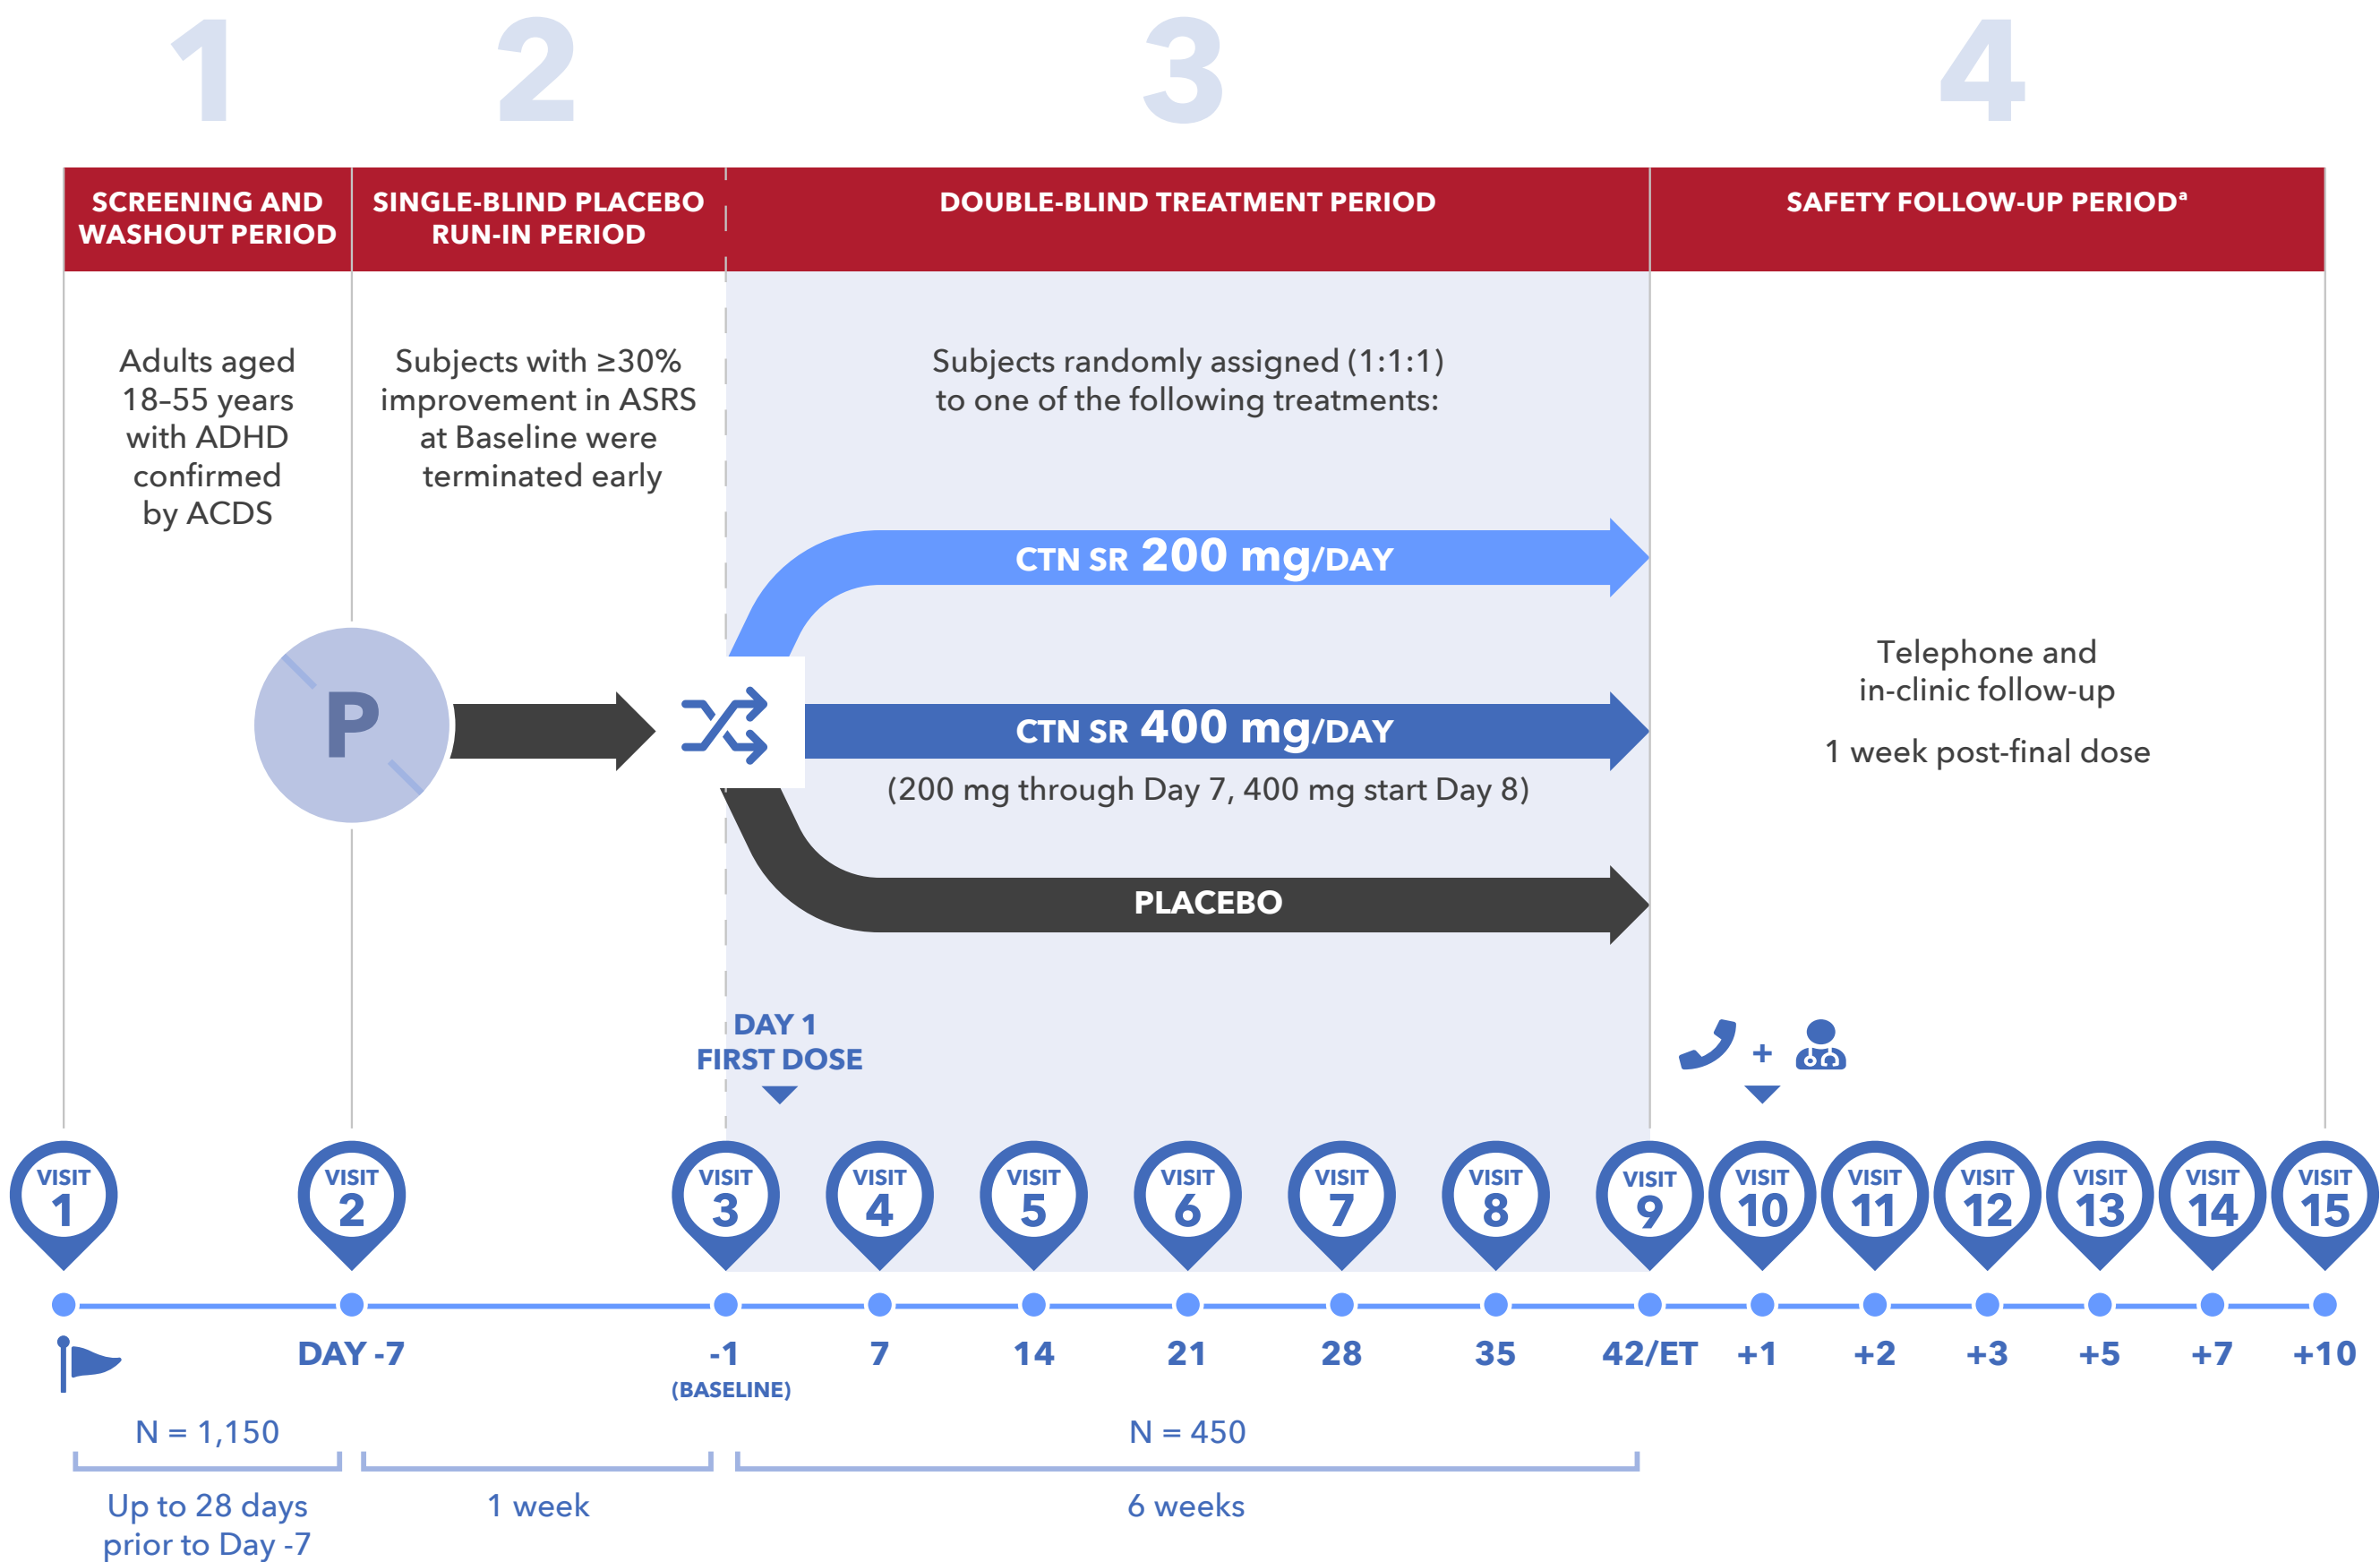 1
2
3
4
SCREENING AND
WASHOUT PERIOD
SINGLE-BLIND PLACEBO
RUN-IN PERIOD
DOUBLE-BLIND TREATMENT PERIOD
SAFETY FOLLOW-UP PERIODª
Adults aged
18–55 years
with ADHD
confirmed
by ACDS
Subjects with ≥30%
improvement in ASRS
at Baseline were
terminated early
Subjects randomly assigned (1:1:1)
to one of the following treatments:
CTN SR 200 mg/DAY
P
CTN SR 400 mg/DAY
(200 mg through Day 7, 400 mg start Day 8)
PLACEBO
Telephone and
in-clinic follow-up
1 week post-final dose
DAY 1
FIRST DOSE
+
VISIT
1
VISIT
2
VISIT
3
VISIT
4
VISIT
5
VISIT
6
VISIT
7
VISIT
8
VISIT
9
VISIT
10
VISIT
11
VISIT
12
VISIT
13
VISIT
14
VISIT
15
DAY -7
-1
(BASELINE)
7
14
21
28
35
42/ET
+1
+2
+3
+5
+7
+10
N = 1,150
N = 450
Up to 28 days
prior to Day -7
1 week
6 weeks